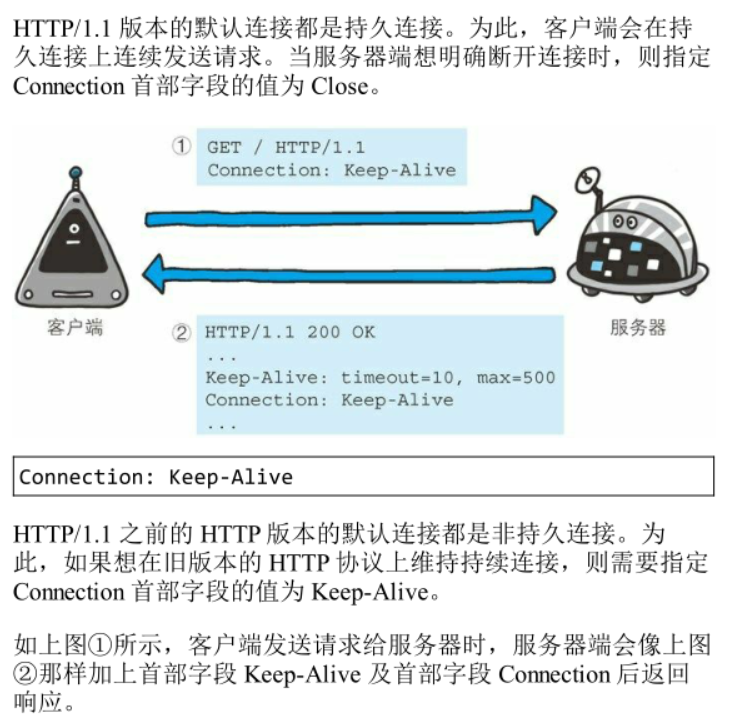 HTTP/1.1 版本的默认连接都是持久连接。为此，客户端会在持
久连接上连续发送请求。当服务器端想明确断开连接时，则指定
Connection 首部字段的值为 Close。
① GET / HTTP/1.1
Connection: Keep-Alive
客户端
服务器
② HTTP/1.1 200 OK
...
Keep-Alive: timeout=10, max=500
Connection: Keep-Alive
...
Connection: Keep-Alive
HTTP/1.1 之前的 HTTP 版本的默认连接都是非持久连接。为
此，如果想在旧版本的 HTTP 协议上维持持续连接，则需要指定
Connection 首部字段的值为 Keep-Alive。
如上图①所示，客户端发送请求给服务器时，服务器端会像上图
②那样加上首部字段 Keep-Alive 及首部字段 Connection 后返回
响应。